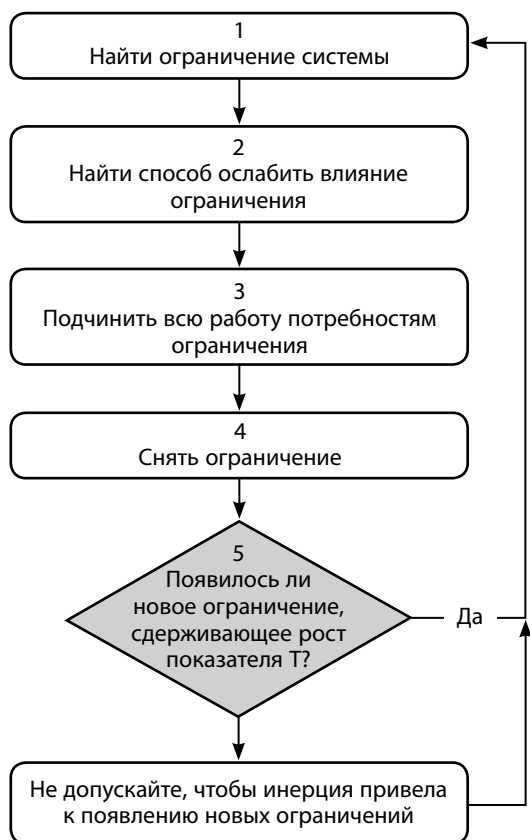 1
Найти ограничение системы
2
Найти способ ослабить влияние
ограничения
3
Подчинить всю работу потребностям
ограничения
4
Снять ограничение
5
Появилось ли
новое ограничение,
сдерживающее рост
показателя Т?
Да
Не допускайте, чтобы инерция привела
к появлению новых ограничений